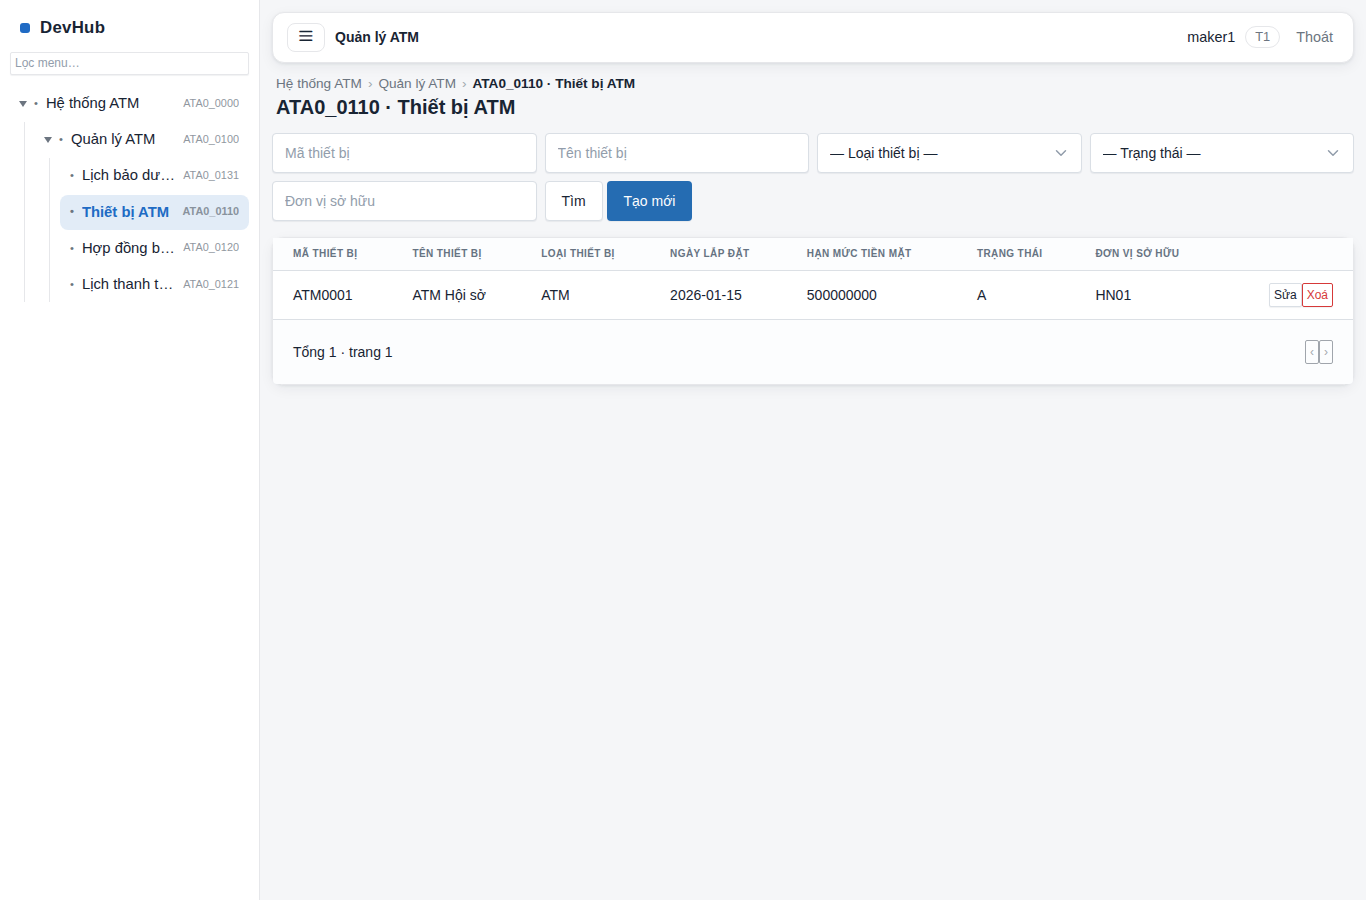 DevHub
Lọc menu…
Hệ thống ATM ATA0_0000
Quản lý ATM ATA0_0100
Lịch bảo dư… ATA0_0131
Thiết bị ATM ATA0_0110
Hợp đồng b… ATA0_0120
Lịch thanh t… ATA0_0121
Quản lý ATM
maker1 T1 Thoát
Hệ thống ATM › Quản lý ATM › ATA0_0110 · Thiết bị ATM
ATA0_0110 · Thiết bị ATM
Mã thiết bị Tên thiết bị — Loại thiết bị — — Trạng thái —
Đơn vị sở hữu Tìm Tạo mới
MÃ THIẾT BỊ TÊN THIẾT BỊ LOẠI THIẾT BỊ NGÀY LẮP ĐẶT HẠN MỨC TIỀN MẶT TRẠNG THÁI ĐƠN VỊ SỞ HỮU
ATM0001 ATM Hội sở ATM 2026-01-15 500000000 A HN01 Sửa Xoá
Tổng 1 · trang 1 ‹ ›